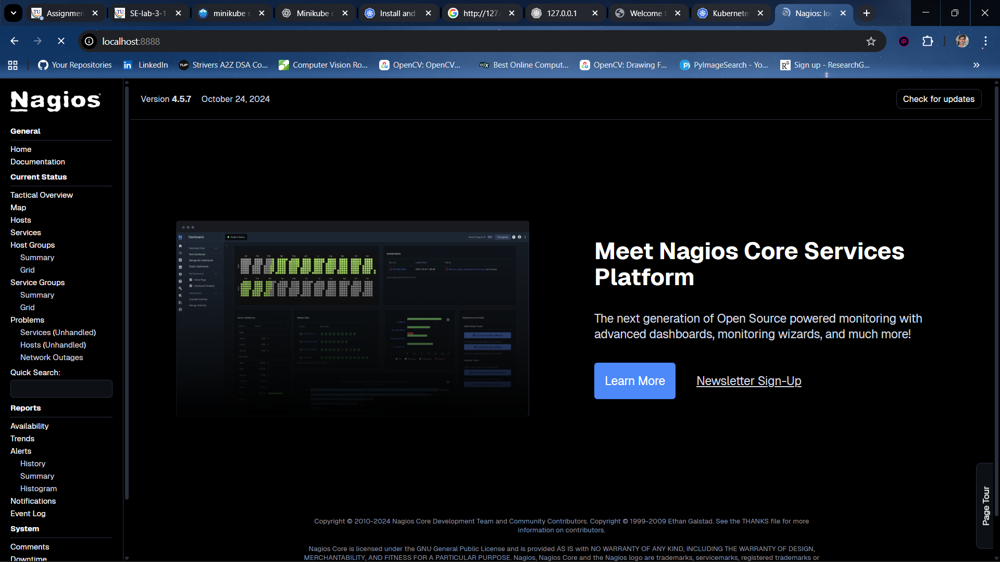 Assignmen
SE-lab-3-1
minikube s
Minikube c
Install and
http://127.
127.0.0.1
Welcome t
Kubernete
Nagios: loc
localhost:8888
Your Repositories
LinkedIn
Strivers A2Z DSA Co...
Computer Vision Ro...
OpenCV: OpenCV...
Best Online Comput...
OpenCV: Drawing F...
PyImageSearch - Yo...
Sign up - ResearchG...
Nagios
General
Home
Documentation
Current Status
Tactical Overview
Map
Hosts
Services
Host Groups
Summary
Grid
Service Groups
Summary
Grid
Problems
Services (Unhandled)
Hosts (Unhandled)
Network Outages
Quick Search:
Reports
Availability
Trends
Alerts
History
Summary
Histogram
Notifications
Event Log
System
Comments
Downtime
Version 4.5.7 October 24, 2024
Check for updates
Dashboards
System Status
Meet Nagios Core Services
Platform
The next generation of Open Source powered monitoring with
advanced dashboards, monitoring wizards, and much more!
Learn More
Newsletter Sign-Up
Page Tour
Copyright © 2010-2024 Nagios Core Development Team and Community Contributors. Copyright © 1999-2009 Ethan Galstad. See the THANKS file for more
information on contributors.
Nagios Core is licensed under the GNU General Public License and is provided AS IS with NO WARRANTY OF ANY KIND, INCLUDING THE WARRANTY OF DESIGN,
MERCHANTABILITY, AND FITNESS FOR A PARTICULAR PURPOSE. Nagios, Nagios Core and the Nagios logo are trademarks, servicemarks, registered trademarks or